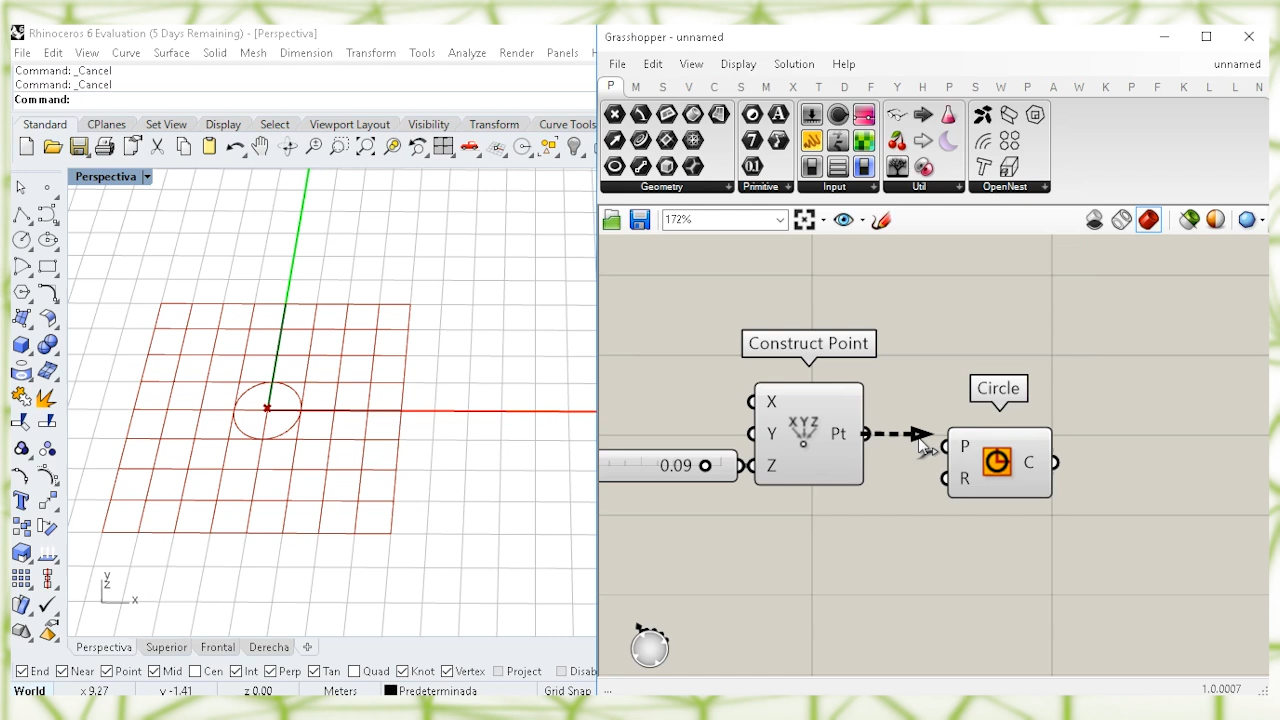 Rhinoceros 6 Evaluation (5 Days Remaining) - [Perspectiva]
File Edit View Curve Surface Solid Mesh Dimension Transform Tools Analyze Render Panels
Command: _Cancel
Command: _Cancel
Command:
Standard CPlanes Set View Display Select Viewport Layout Visibility Transform Curve Tools
Perspectiva
y
z
x
Perspectiva Superior Frontal Derecha
End Near Point Mid Cen Int Perp Tan Quad Knot Vertex Project Disab
World x 9.27 y -1.41 z 0.00 Meters Predeterminada Grid Snap
Grasshopper - unnamed
File Edit View Display Solution Help unnamed
P M S V C S M X T D F Y H P S V P K M P A W K P F L L N
Geometry Primitive Input Util OpenNest
172%
Construct Point
Circle
X
Y
Z
XYZ
Pt
0.09
P
R
C
...
1.0.0007